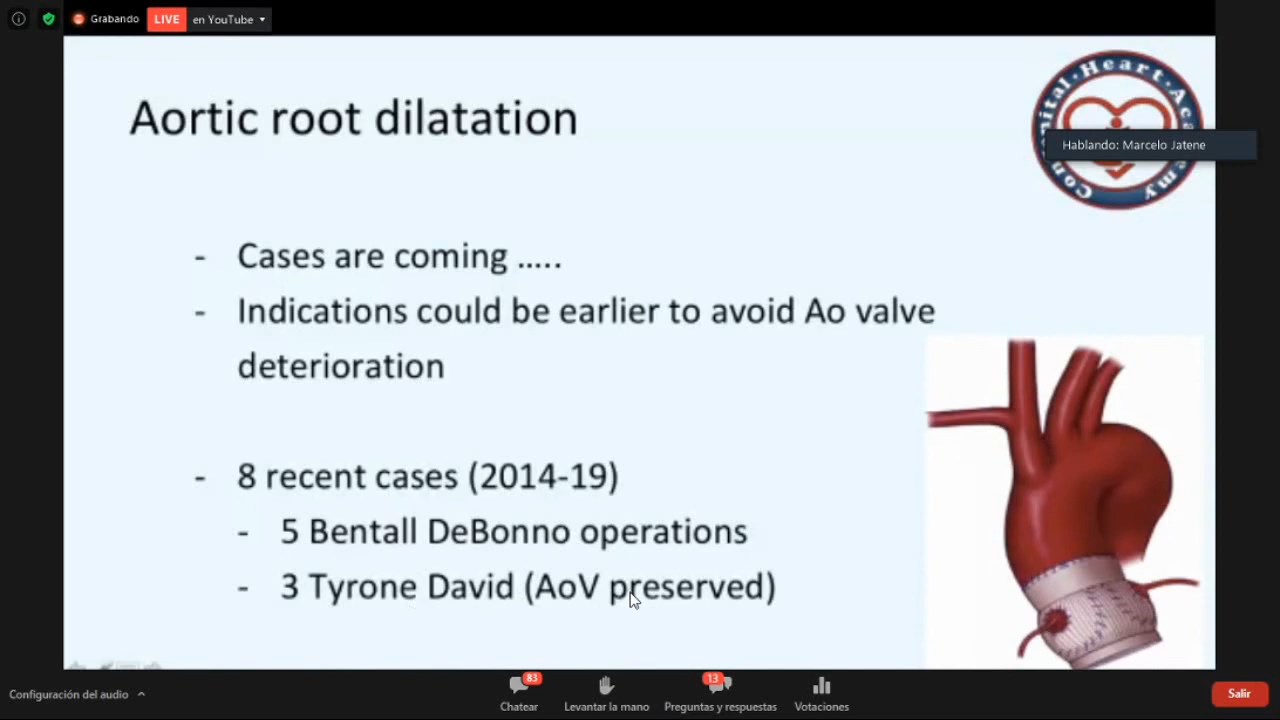 Grabando
LIVE
en YouTube
Aortic root dilatation
Heart
Hablando: Marcelo Jatene
- Cases are coming .....
- Indications could be earlier to avoid Ao valve
deterioration
- 8 recent cases (2014-19)
- 5 Bentall DeBonno operations
- 3 Tyrone David (AoV preserved)
Configuración del audio
83
Chatear
Levantar la mano
13
Preguntas y respuestas
Votaciones
Salir